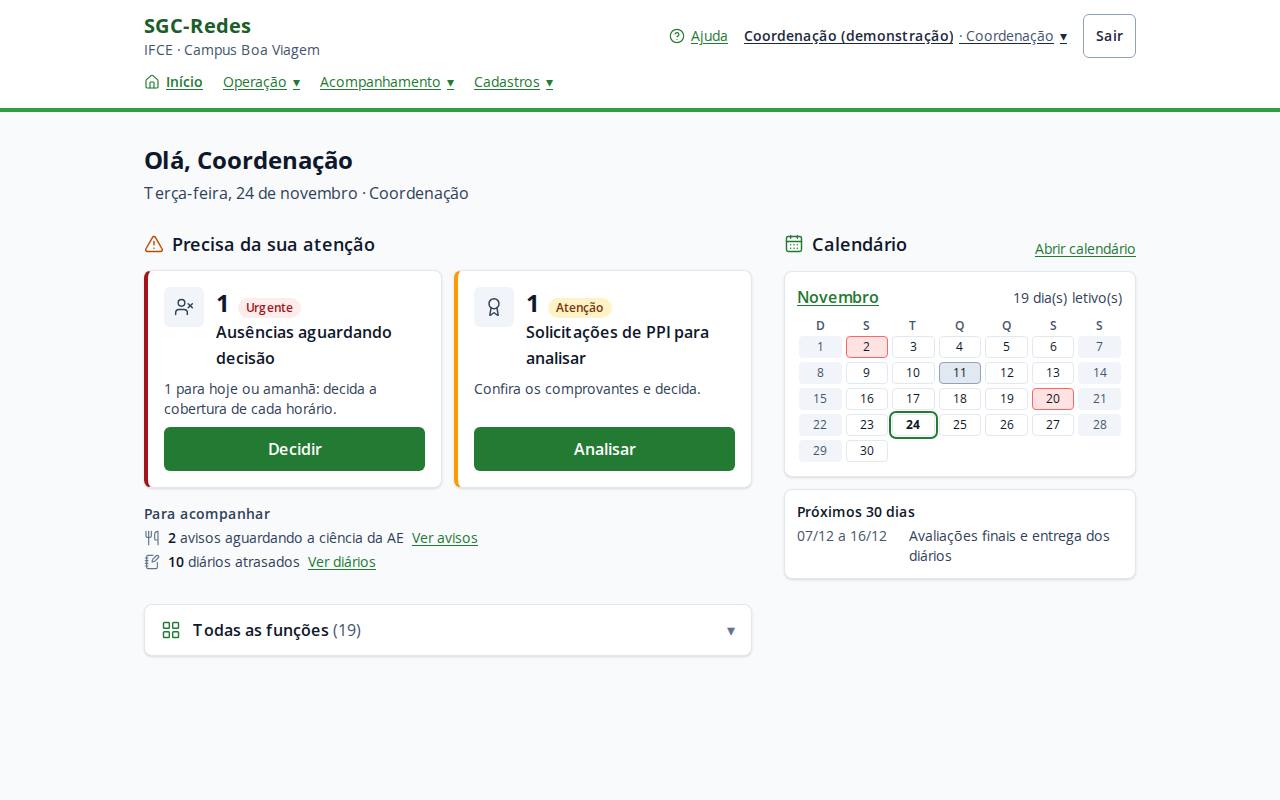 SGC-Redes
IFCE · Campus Boa Viagem
Ajuda
Coordenação (demonstração) · Coordenação ▾
Sair
Início
Operação ▾
Acompanhamento ▾
Cadastros ▾
Olá, Coordenação
Terça-feira, 24 de novembro · Coordenação
Precisa da sua atenção
1 Urgente
Ausências aguardando
decisão
1 para hoje ou amanhã: decida a
cobertura de cada horário.
Decidir
1 Atenção
Solicitações de PPI para
analisar
Confira os comprovantes e decida.
Analisar
Para acompanhar
2 avisos aguardando a ciência da AE Ver avisos
10 diários atrasados Ver diários
Todas as funções (19) ▾
Calendário
Abrir calendário
Novembro
19 dia(s) letivo(s)
D S T Q Q S S
1 2 3 4 5 6 7
8 9 10 11 12 13 14
15 16 17 18 19 20 21
22 23 24 25 26 27 28
29 30
Próximos 30 dias
07/12 a 16/12 Avaliações finais e entrega dos
diários